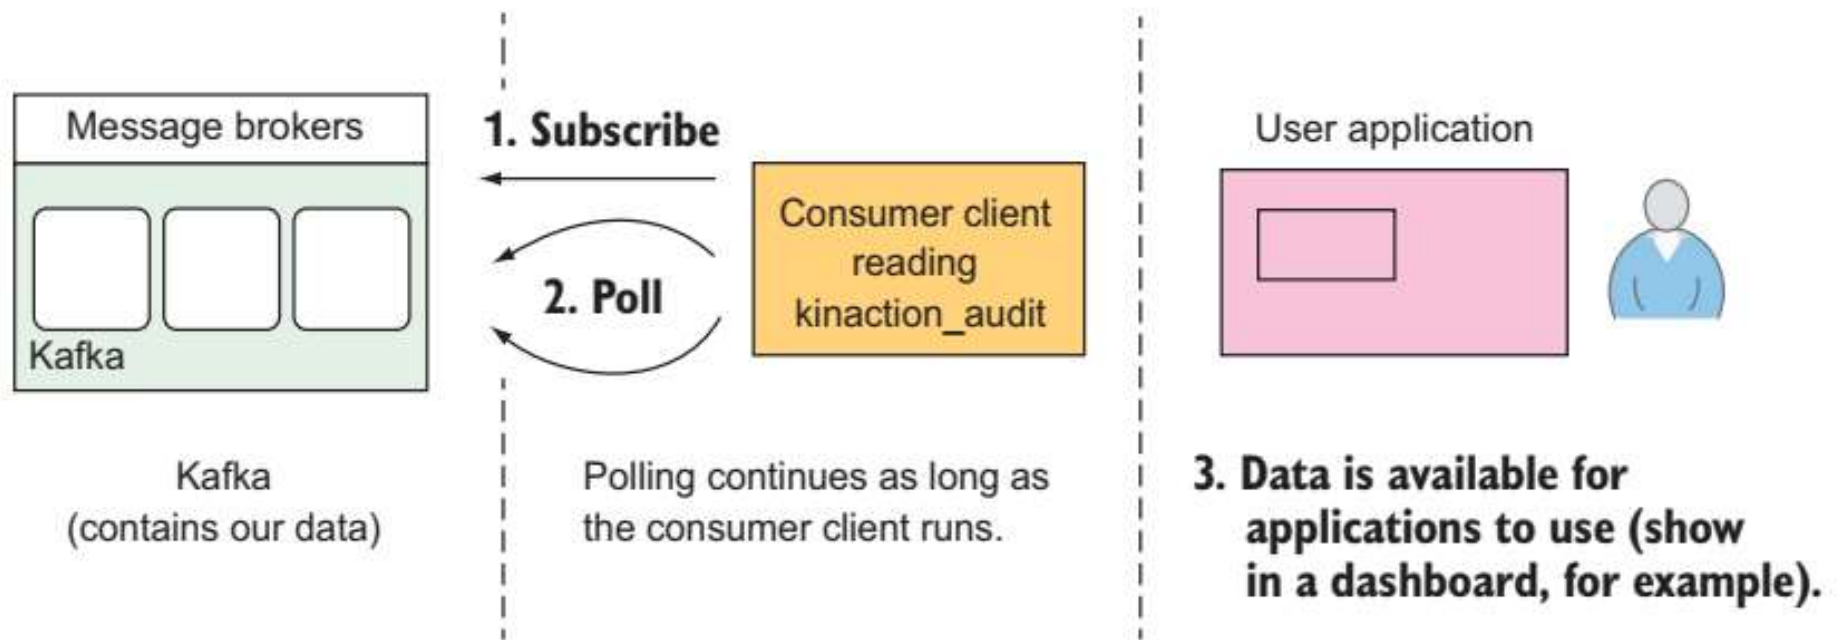 Message brokers
Kafka
Kafka
(contains our data)
1. Subscribe
2. Poll
Consumer client
reading
kinaction_audit
Polling continues as long as
the consumer client runs.
User application
3. Data is available for
applications to use (show
in a dashboard, for example).